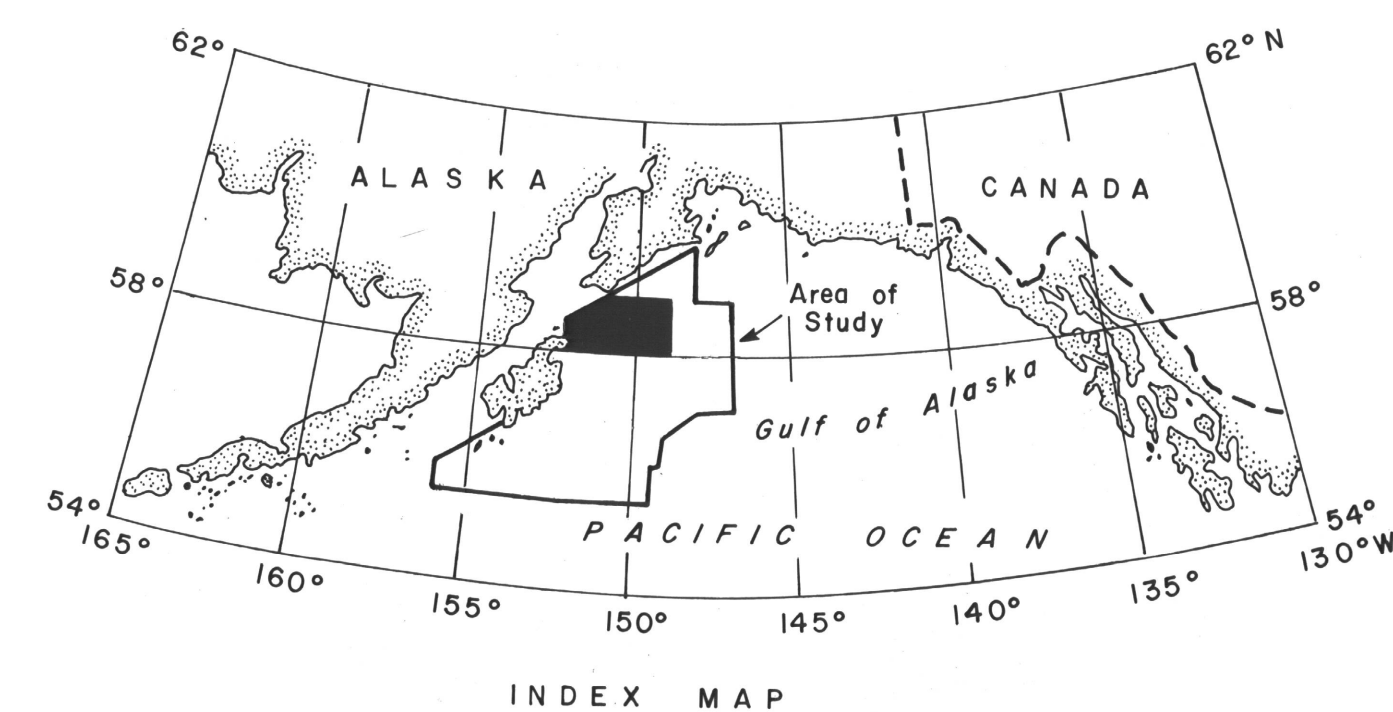 62°
62° N
ALASKA
CANADA
58°
58°
Area of
Study
Gulf of Alaska
54°
54°
PACIFIC OCEAN
165°
160°
155°
150°
145°
140°
135°
130°W
INDEX MAP